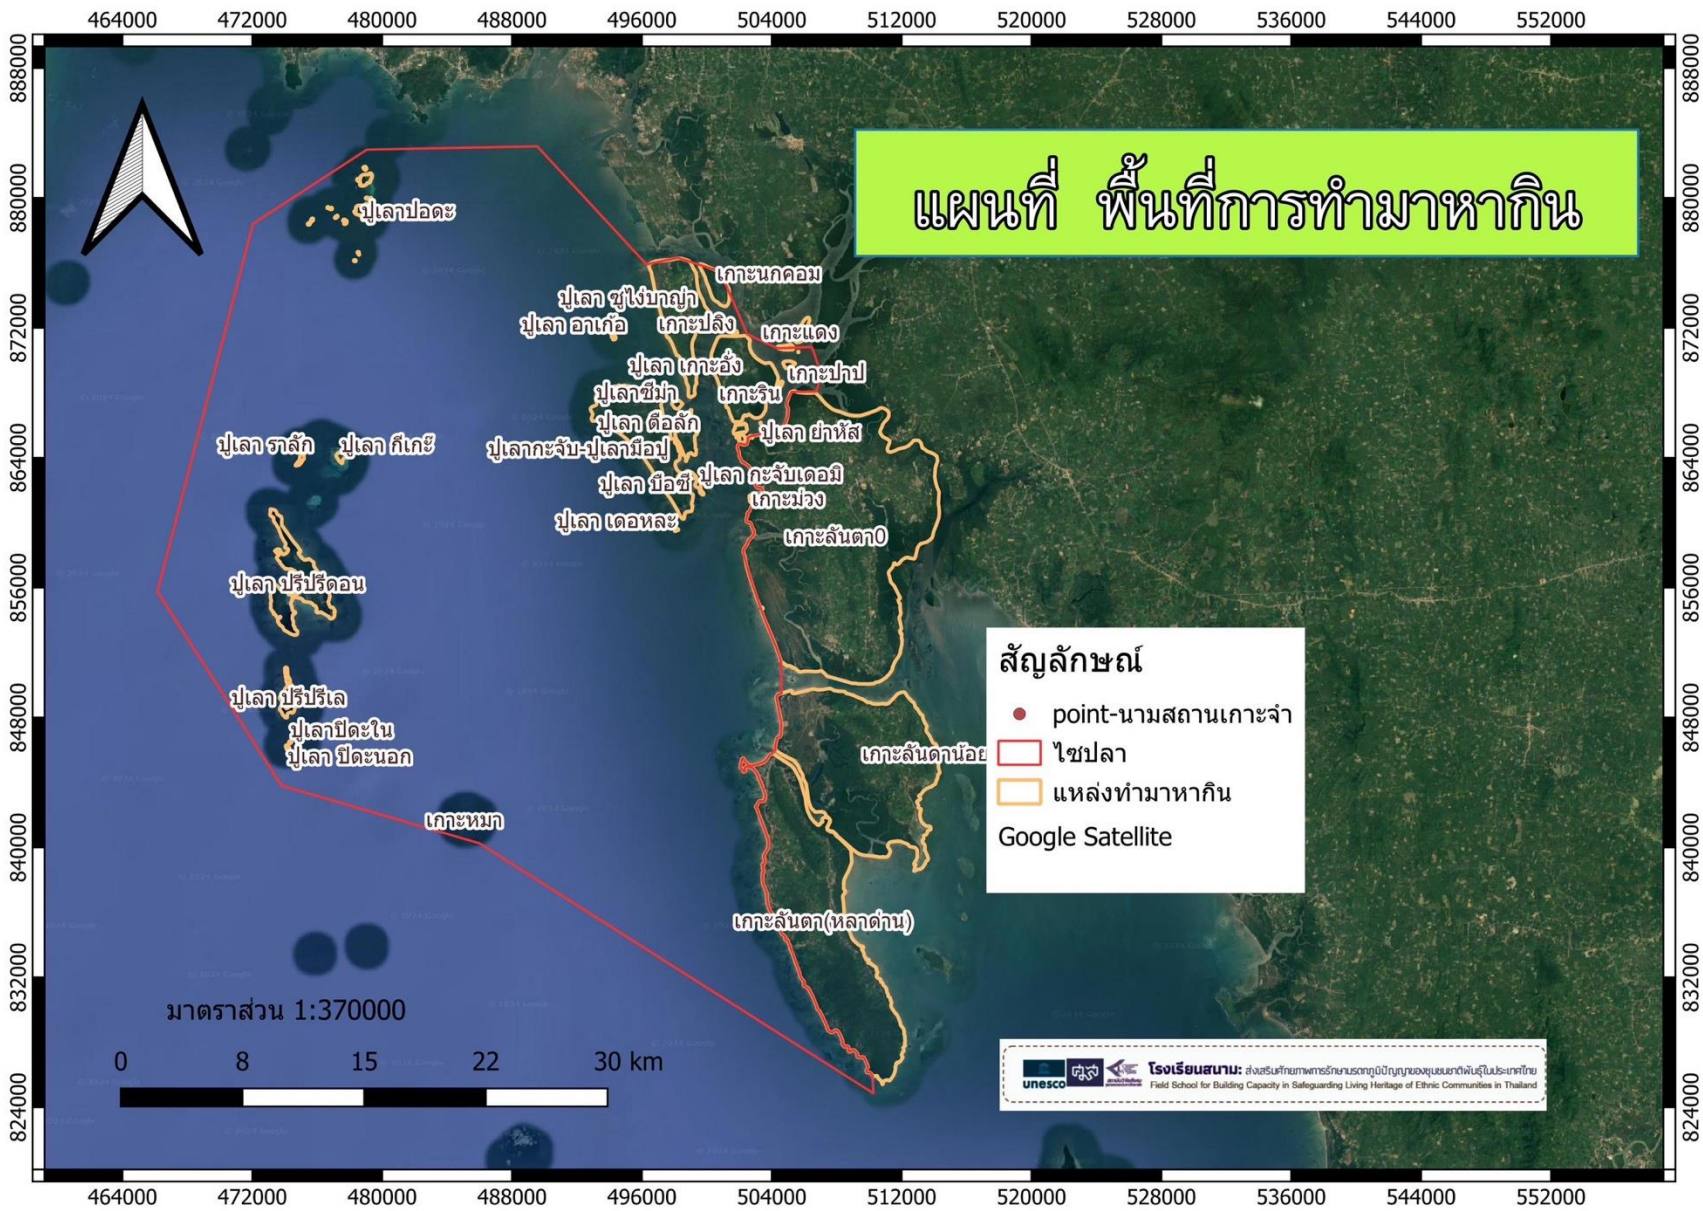 464000 472000 480000 488000 496000 504000 512000 520000 528000 536000 544000 552000
888000
880000
872000
864000
856000
848000
840000
832000
824000
แผนที่ พื้นที่การทำมาหากิน
ปูเลาปอดะ
เกาะนกคอม
ปูเลา ซูไง่บาญ่า
ปูเลา อาเก้อ
เกาะปลิง
เกาะแดง
ปูเลา เกาะอั่ง
เกาะปาปู
ปูเลาซีม่า
เกาะริน
ปูเลา ตือลัก
ปูเลา ย่าหัส
ปูเลา ราลัก
ปูเลา กีเกะ๊
ปูเลากะจับ-ปูเลามือปู
ปูเลา กะจับเดอมิ
ปูเลา บือซี
เกาะม่วง
ปูเลา เดอหละ
เกาะลันตา0
ปูเลา ปรีปรีดอน
ปูเลา ปรีปรีเล
ปูเลาปิดะใน
ปูเลา ปิดะนอก
เกาะลันตาน้อย
เกาะหมา
เกาะลันตา(หลาด่าน)
สัญลักษณ์
point-นามสถานเกาะจำ
ไซปลา
แหล่งทำมาหากิน
Google Satellite
มาตราส่วน 1:370000
0 8 15 22 30 km
unesco
โรงเรียนสนาม: ส่งเสริมศักยภาพการรักษามรดกภูมิปัญญาของชุมชนชาติพันธุ์ในประเทศไทย
Field School for Building Capacity in Safeguarding Living Heritage of Ethnic Communities in Thailand
888000
880000
872000
864000
856000
848000
840000
832000
824000
464000 472000 480000 488000 496000 504000 512000 520000 528000 536000 544000 552000